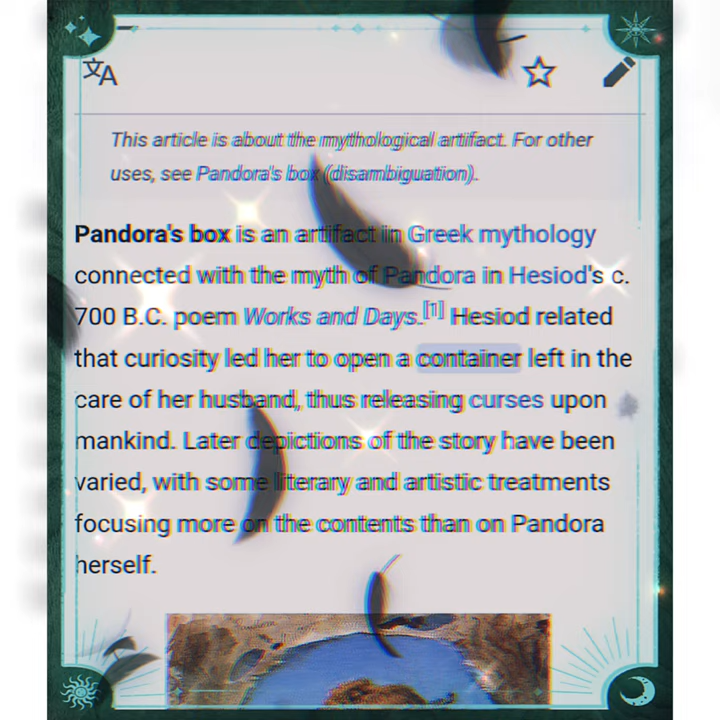 This article is about the mythological artifact. For other
uses, see Pandora's box (disambiguation).
Pandora's box is an artifact in Greek mythology
connected with the myth of Pandora in Hesiod's c.
700 B.C. poem Works and Days.[1] Hesiod related
that curiosity led her to open a container left in the
care of her husband, thus releasing curses upon
mankind. Later depictions of the story have been
varied, with some literary and artistic treatments
focusing more on the contents than on Pandora
herself.